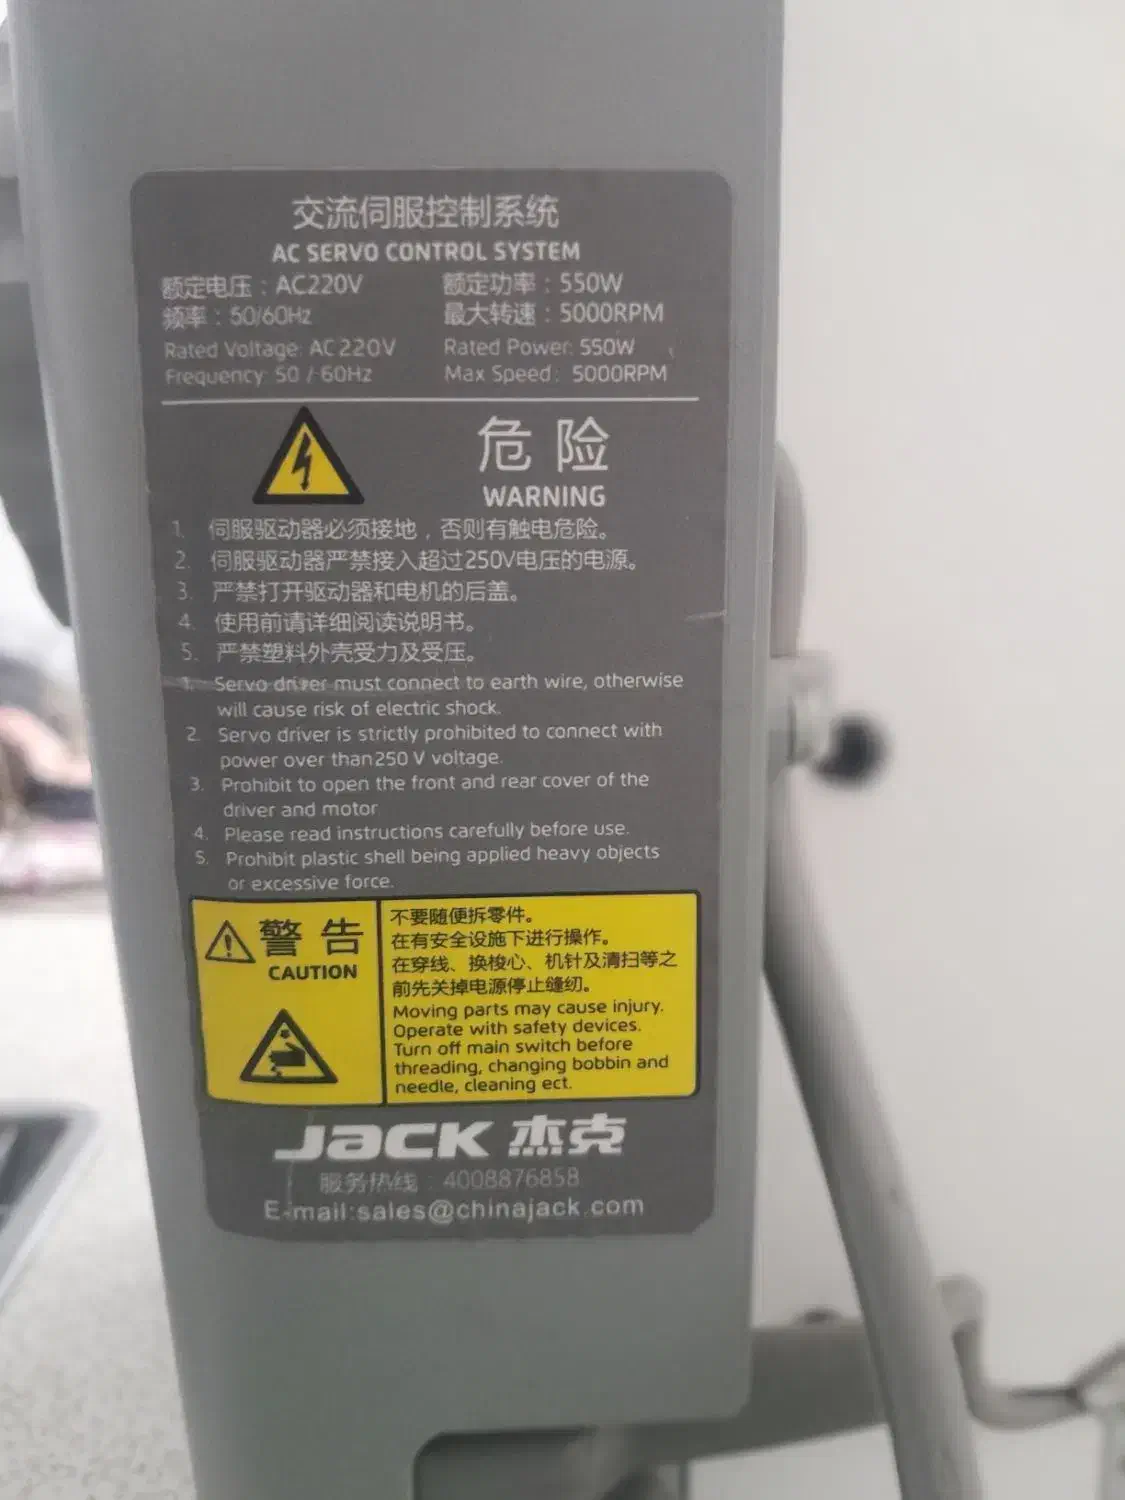 交流伺服控制系统
AC SERVO CONTROL SYSTEM
额定电压：AC220V 额定功率：550W
频率：50/60Hz 最大转速：5000RPM
Rated Voltage: AC220V Rated Power: 550W
Frequency: 50 / 60Hz Max Speed: 5000RPM
危险
WARNING
1. 伺服驱动器必须接地，否则有触电危险。
2. 伺服驱动器严禁接入超过250V电压的电源。
3. 严禁打开驱动器和电机的后盖。
4. 使用前请详细阅读说明书。
5. 严禁塑料外壳受力及受压。
1. Servo driver must connect to earth wire, otherwise
will cause risk of electric shock.
2. Servo driver is strictly prohibited to connect with
power over than 250 V voltage.
3. Prohibit to open the front and rear cover of the
driver and motor
4. Please read instructions carefully before use.
5. Prohibit plastic shell being applied heavy objects
or excessive force.
警告
CAUTION
不要随便拆零件。
在有安全设施下进行操作。
在穿线、换梭心、机针及清扫等之
前先关掉电源停止缝纫。
Moving parts may cause injury.
Operate with safety devices.
Turn off main switch before
threading, changing bobbin and
needle, cleaning ect.
JACK 杰克
服务热线：4008876858
E-mail:sales@chinajack.com